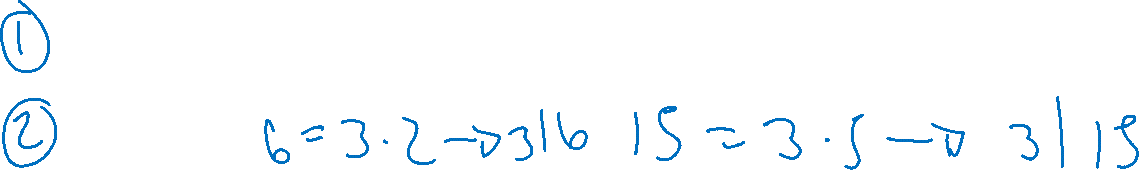 ①
② 6 = 3 · 2 → 3|6 15 = 3 · 5 → 3 | 15